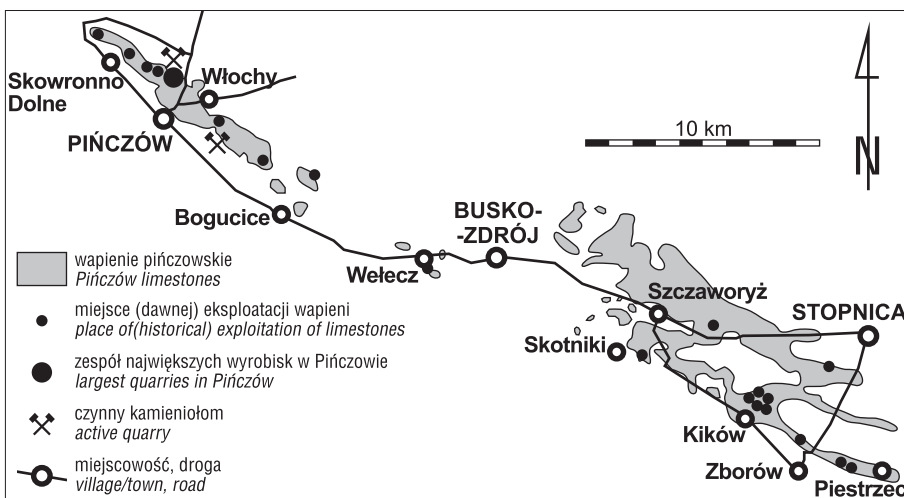 Skowronno
Dolne
Włochy
PIŃCZÓW
10 km
N
Bogucice
BUSKO-
-ZDRÓJ
Wełecz
Szczaworyż
STOPNICA
Skotniki
Kików
Zborów
Piestrzec
wapienie pińczowskie
Pińczów limestones
miejsce (dawnej) eksploatacji wapieni
place of(historical) exploitation of limestones
zespół największych wyrobisk w Pińczowie
largest quarries in Pińczów
czynny kamieniołom
active quarry
miejscowość, droga
village/town, road